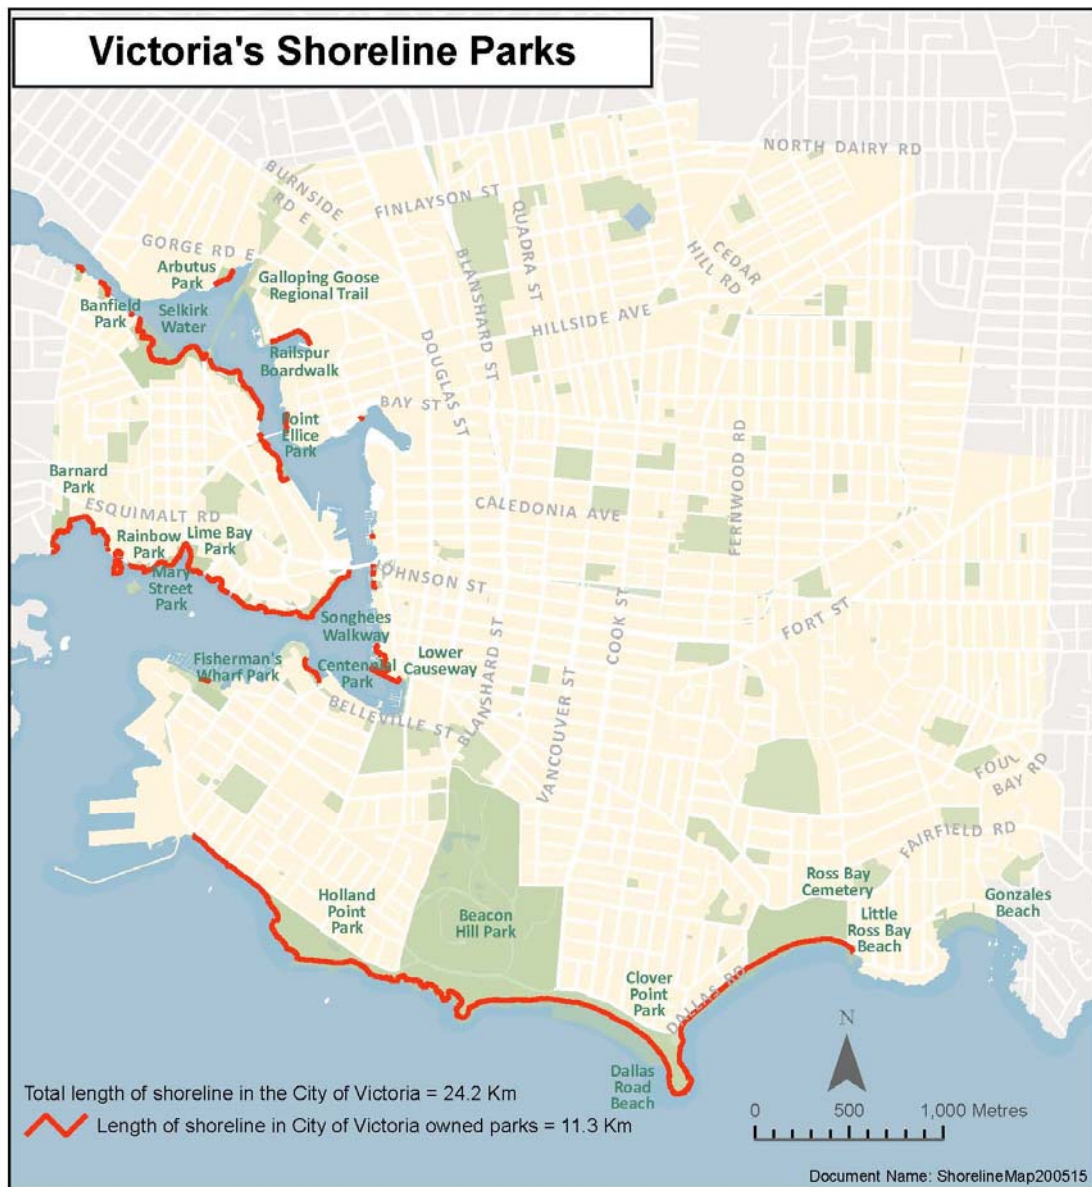 Victoria's Shoreline Parks
NORTH DAIRY RD
BURNSIDE
RD E
FINLAYSON ST
QUADRA ST
CEDAR
HILL RD
GORGE RD E
Arbutus
Park
Galloping Goose
Regional Trail
BLANSHARD ST
Banfield
Park
Selkirk
Water
HILLSIDE AVE
DOUGLAS ST
Railspur
Boardwalk
BAY ST
Point
Ellice
Park
FERNWOOD RD
Barnard
Park
ESQUIMALT RD
CALEDONIA AVE
Rainbow
Park
Lime Bay
Park
Mary
Street
Park
JOHNSON ST
COOK ST
FORT ST
Songhees
Walkway
BLANSHARD ST
Lower
Causeway
Fisherman's
Wharf Park
Centennial
Park
VANCOUVER ST
BELLEVILLE ST
FOUL
BAY RD
FAIRFIELD RD
Ross Bay
Cemetery
Holland
Point
Park
Beacon
Hill Park
Little
Ross Bay
Beach
Gonzales
Beach
Clover
Point
Park
DALLAS RD
N
Dallas
Road
Beach
Total length of shoreline in the City of Victoria = 24.2 Km
Length of shoreline in City of Victoria owned parks = 11.3 Km
0 500 1,000 Metres
Document Name: ShorelineMap200515